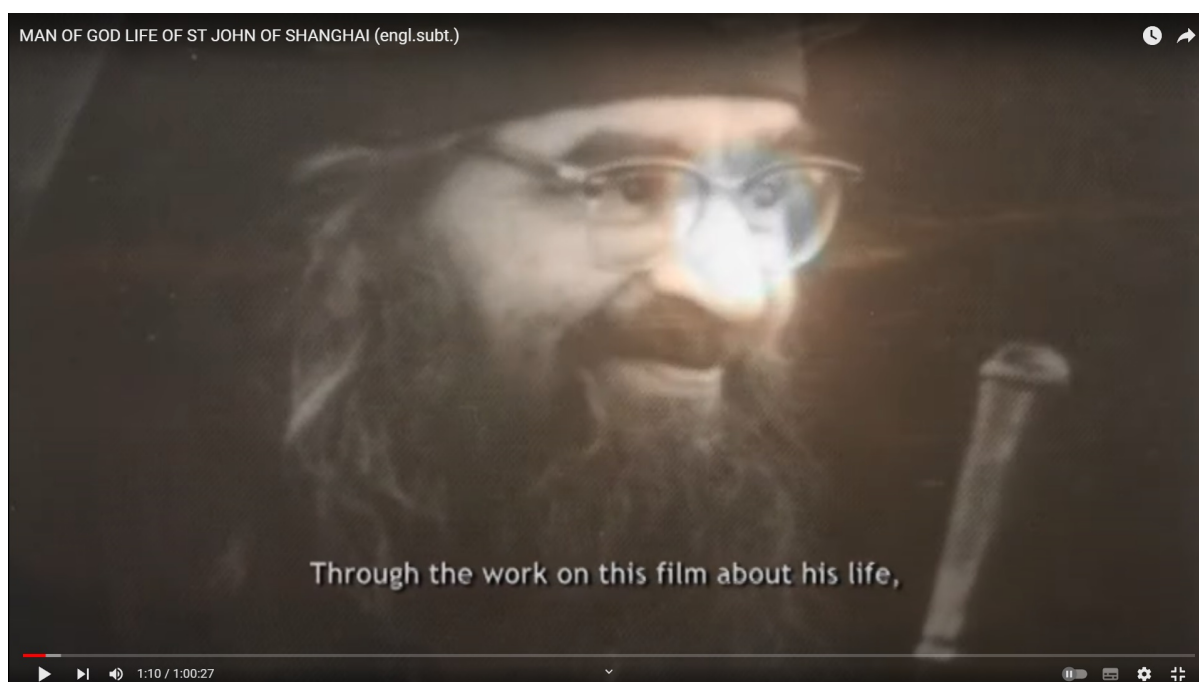 MAN OF GOD LIFE OF ST JOHN OF SHANGHAI (engl.subt.)
Through the work on this film about his life,
1:10 / 1:00:27